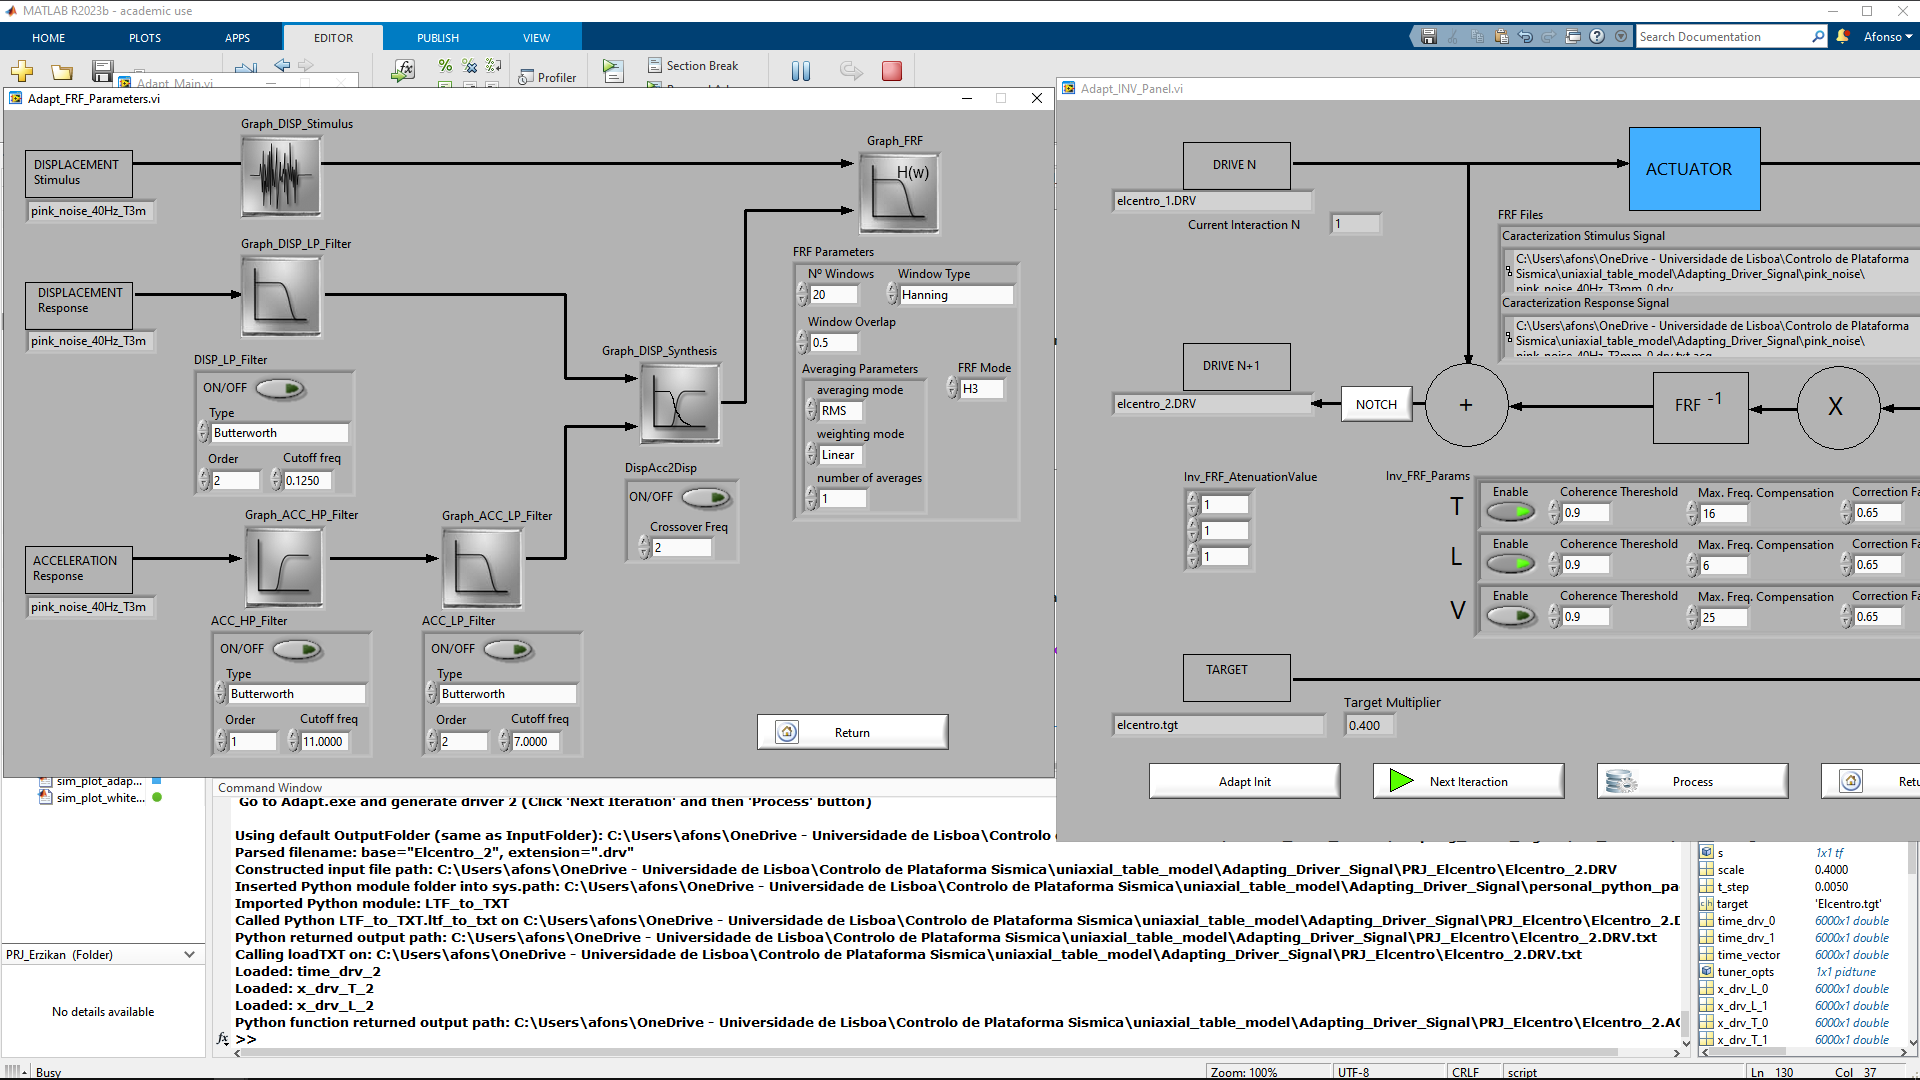 MATLAB R2023b - academic use
HOME
PLOTS
APPS
EDITOR
PUBLISH
VIEW
Search Documentation
Afonso
Profiler
Section Break
Adapt_Main.vi
Adapt_FRF_Parameters.vi
Graph_DISP_Stimulus
DISPLACEMENT
Stimulus
pink_noise_40Hz_T3m
Graph_FRF
H(w)
Graph_DISP_LP_Filter
DISPLACEMENT
Response
pink_noise_40Hz_T3m
DISP_LP_Filter
ON/OFF
Type
Butterworth
Order
Cutoff freq
2
0.1250
Graph_DISP_Synthesis
DispAcc2Disp
ON/OFF
Crossover Freq
2
FRF Parameters
Nº Windows
Window Type
20
Hanning
Window Overlap
0.5
Averaging Parameters
FRF Mode
averaging mode
H3
RMS
weighting mode
Linear
number of averages
1
Graph_ACC_HP_Filter
Graph_ACC_LP_Filter
ACCELERATION
Response
pink_noise_40Hz_T3m
ACC_HP_Filter
ON/OFF
Type
Butterworth
Order
Cutoff freq
1
11.0000
ACC_LP_Filter
ON/OFF
Type
Butterworth
Order
Cutoff freq
2
7.0000
Return
Adapt_INV_Panel.vi
DRIVE N
elcentro_1.DRV
Current Interaction N
1
ACTUATOR
FRF Files
Caracterization Stimulus Signal
C:\Users\afons\OneDrive - Universidade de Lisboa\Controlo de Plataforma
Sismica\uniaxial_table_model\Adapting_Driver_Signal\pink_noise\
pink_noise_40Hz_T3mm_0.drv
Caracterization Response Signal
C:\Users\afons\OneDrive - Universidade de Lisboa\Controlo de Plataforma
Sismica\uniaxial_table_model\Adapting_Driver_Signal\pink_noise\
pink_noise_40Hz_T3mm_0.drv.txt.acq
DRIVE N+1
elcentro_2.DRV
NOTCH
+
FRF -1
X
Inv_FRF_AtenuationValue
1
1
1
Inv_FRF_Params
T
Enable
Coherence Thereshold
Max. Freq. Compensation
Correction Fa
0.9
16
0.65
L
Enable
Coherence Thereshold
Max. Freq. Compensation
Correction Fa
0.9
6
0.65
V
Enable
Coherence Thereshold
Max. Freq. Compensation
Correction Fa
0.9
25
0.65
TARGET
elcentro.tgt
Target Multiplier
0.400
Adapt Init
Next Iteraction
Process
Retu
sim_plot_adap...
sim_plot_white...
PRJ_Erzikan (Folder)
No details available
Command Window
Go to Adapt.exe and generate driver 2 (Click 'Next Iteration' and then 'Process' button)
Using default OutputFolder (same as InputFolder): C:\Users\afons\OneDrive - Universidade de Lisboa\Controlo
Parsed filename: base="Elcentro_2", extension=".drv"
Constructed input file path: C:\Users\afons\OneDrive - Universidade de Lisboa\Controlo de Plataforma Sismica\uniaxial_table_model\Adapting_Driver_Signal\PRJ_Elcentro\Elcentro_2.DRV
Inserted Python module folder into sys.path: C:\Users\afons\OneDrive - Universidade de Lisboa\Controlo de Plataforma Sismica\uniaxial_table_model\Adapting_Driver_Signal\personal_python_pa
Imported Python module: LTF_to_TXT
Called Python LTF_to_TXT.ltf_to_txt on C:\Users\afons\OneDrive - Universidade de Lisboa\Controlo de Plataforma Sismica\uniaxial_table_model\Adapting_Driver_Signal\PRJ_Elcentro\Elcentro_2.D
Python returned output path: C:\Users\afons\OneDrive - Universidade de Lisboa\Controlo de Plataforma Sismica\uniaxial_table_model\Adapting_Driver_Signal\PRJ_Elcentro\Elcentro_2.DRV.txt
Calling loadTXT on: C:\Users\afons\OneDrive - Universidade de Lisboa\Controlo de Plataforma Sismica\uniaxial_table_model\Adapting_Driver_Signal\PRJ_Elcentro\Elcentro_2.DRV.txt
Loaded: time_drv_2
Loaded: x_drv_T_2
Loaded: x_drv_L_2
Python function returned output path: C:\Users\afons\OneDrive - Universidade de Lisboa\Controlo de Plataforma Sismica\uniaxial_table_model\Adapting_Driver_Signal\PRJ_Elcentro\Elcentro_2.AC
fx >>
s 1x1 tf
scale 0.4000
t_step 0.0050
target 'Elcentro.tgt'
time_drv_0 6000x1 double
time_drv_1 6000x1 double
time_vector 6000x1 double
tuner_opts 1x1 pidtune
x_drv_L_0 6000x1 double
x_drv_L_1 6000x1 double
x_drv_T_0 6000x1 double
x_drv_T_1 6000x1 double
Busy
Zoom: 100%
UTF-8
CRLF
script
Ln 130
Col 37